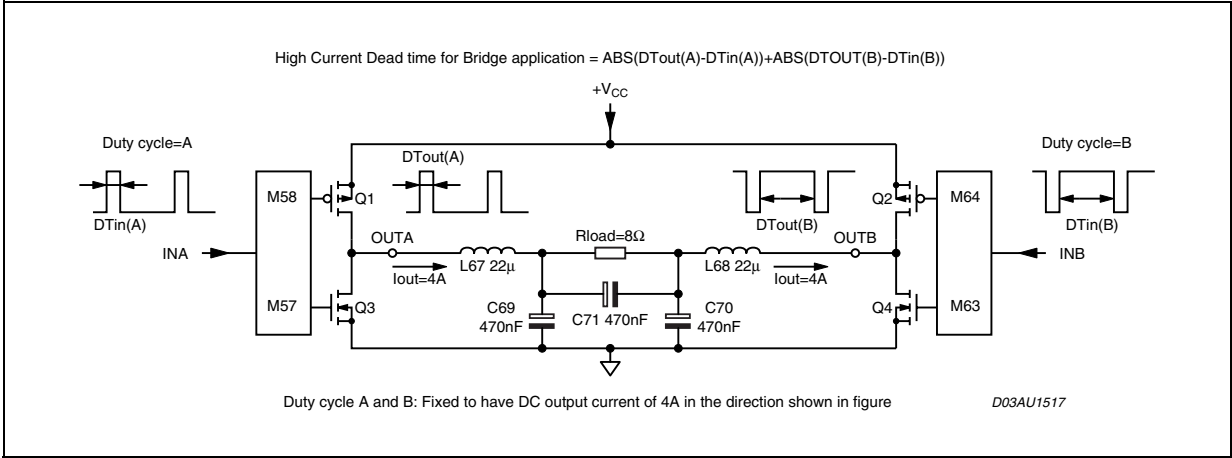 High Current Dead time for Bridge application = ABS(DTout(A)-DTin(A))+ABS(DTOUT(B)-DTin(B))
+VCC
Duty cycle=A
DTout(A)
Duty cycle=B
M58
Q1
Q2
M64
DTin(A)
DTout(B)
DTin(B)
INA
OUTA
Rload=8Ω
OUTB
INB
L67 22µ
L68 22µ
Iout=4A
Iout=4A
M57
Q3
C69
470nF
C71 470nF
C70
470nF
Q4
M63
Duty cycle A and B: Fixed to have DC output current of 4A in the direction shown in figure
D03AU1517